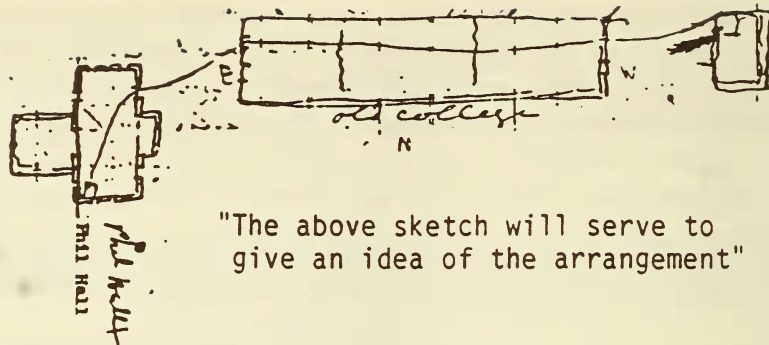 E
W
old college
N
"The above sketch will serve to
give an idea of the arrangement"
Phil Hall
Phil Hall